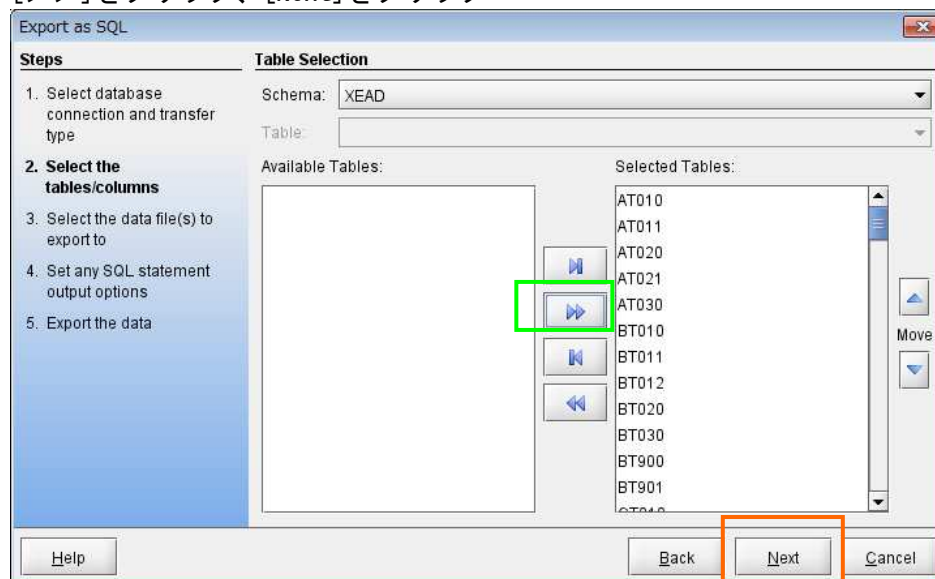 Export as SQL
Steps
1. Select database
connection and transfer
type
2. Select the
tables/columns
3. Select the data file(s) to
export to
4. Set any SQL statement
output options
5. Export the data
Table Selection
Schema: XEAD
Table:
Available Tables:
Selected Tables:
AT010
AT011
AT020
AT021
AT030
BT010
BT011
BT012
BT020
BT030
BT900
BT901
Move
Help
Back
Next
Cancel